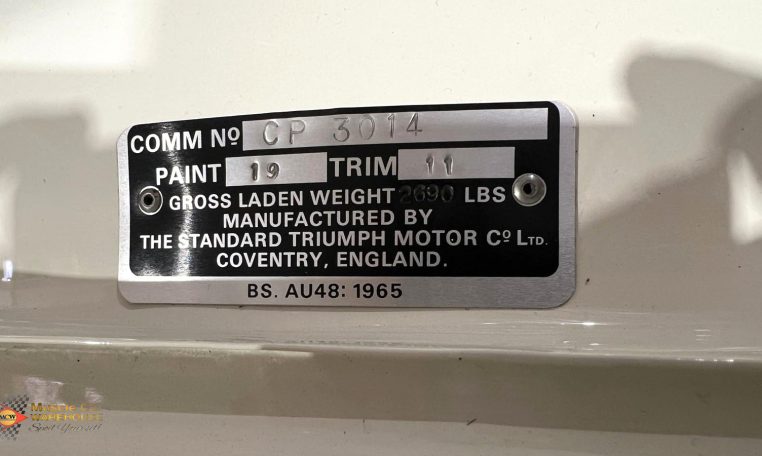 COMM Nº CP 3014
PAINT 19 TRIM 11
GROSS LADEN WEIGHT 2690 LBS
MANUFACTURED BY
THE STANDARD TRIUMPH MOTOR Cº LTD.
COVENTRY, ENGLAND.
BS. AU48: 1965
MCW